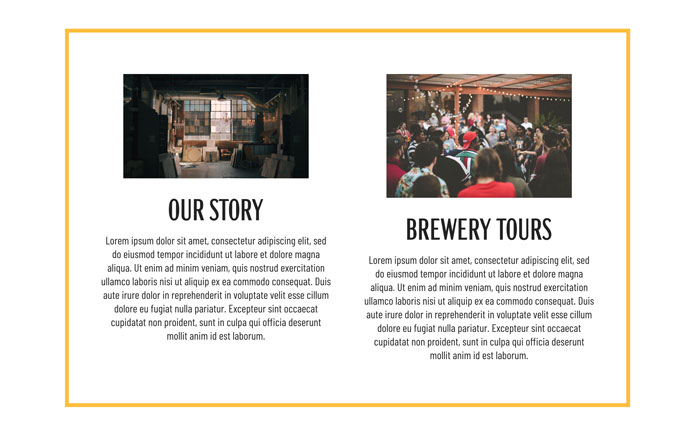 OUR STORY
Lorem ipsum dolor sit amet, consectetur adipiscing elit, sed
do eiusmod tempor incididunt ut labore et dolore magna
aliqua. Ut enim ad minim veniam, quis nostrud exercitation
ullamco laboris nisi ut aliquip ex ea commodo consequat. Duis
aute irure dolor in reprehenderit in voluptate velit esse cillum
dolore eu fugiat nulla pariatur. Excepteur sint occaecat
cupidatat non proident, sunt in culpa qui officia deserunt
mollit anim id est laborum.
BREWERY TOURS
Lorem ipsum dolor sit amet, consectetur adipiscing elit, sed
do eiusmod tempor incididunt ut labore et dolore magna
aliqua. Ut enim ad minim veniam, quis nostrud exercitation
ullamco laboris nisi ut aliquip ex ea commodo consequat. Duis
aute irure dolor in reprehenderit in voluptate velit esse cillum
dolore eu fugiat nulla pariatur. Excepteur sint occaecat
cupidatat non proident, sunt in culpa qui officia deserunt
mollit anim id est laborum.